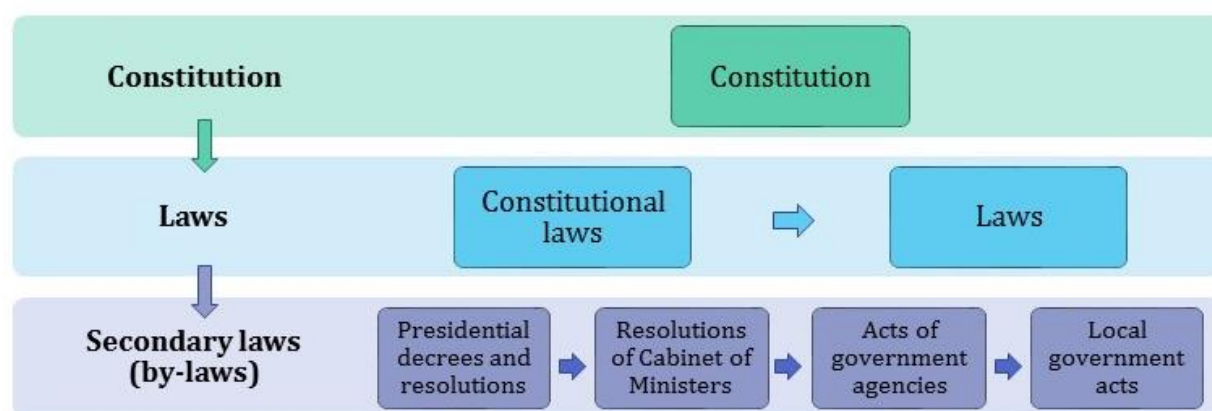 Constitution
Constitution
Laws
Constitutional
laws
Laws
Secondary laws
(by-laws)
Presidential
decrees and
resolutions
Resolutions
of Cabinet of
Ministers
Acts of
government
agencies
Local
government
acts